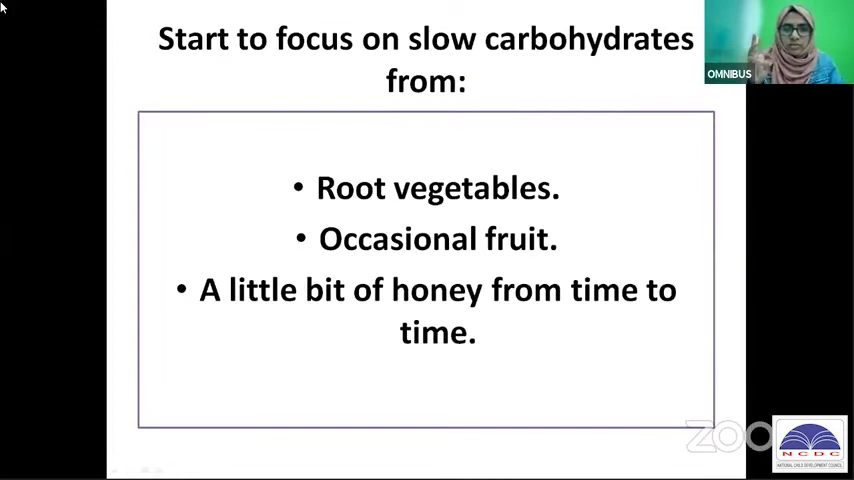 Start to focus on slow carbohydrates
from:
OMNIBUS
• Root vegetables.
• Occasional fruit.
• A little bit of honey from time to
time.
ZOO
N C D C
NATIONAL CHILD DEVELOPMENT COUNCIL